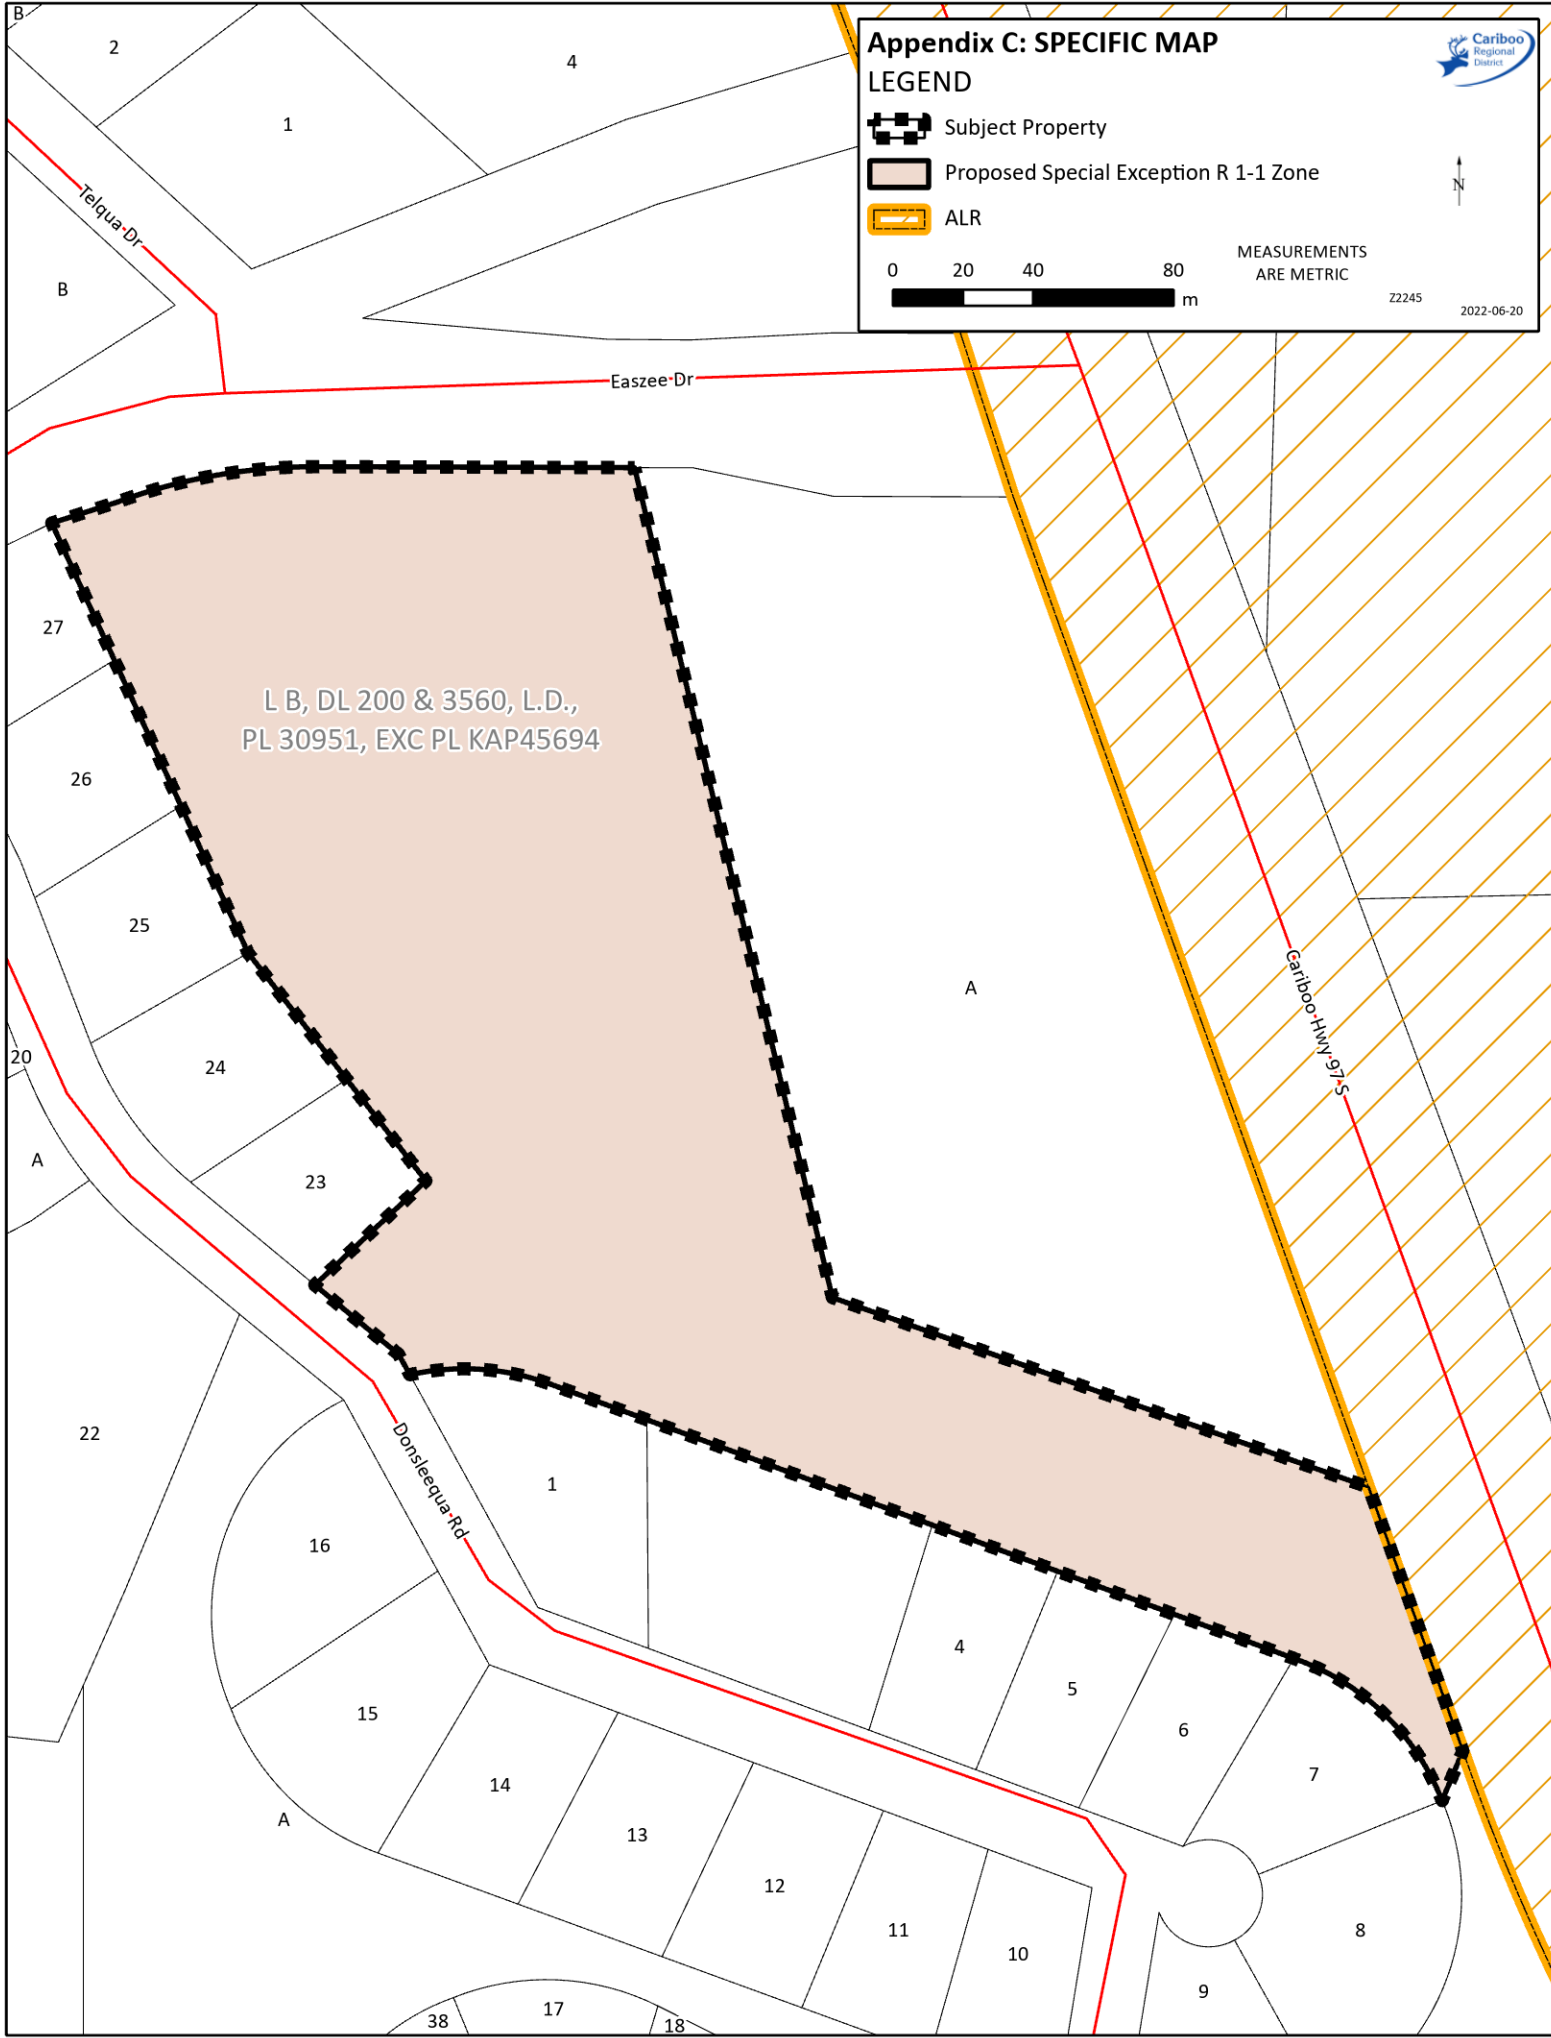 Appendix C: SPECIFIC MAP
Cariboo
Regional
District
LEGEND
Subject Property
Proposed Special Exception R 1-1 Zone
N
ALR
MEASUREMENTS
ARE METRIC
0 20 40 80
m
Z2245
2022-06-20
B
2
1
4
Telqua Dr
B
Easzee Dr
27
L B, DL 200 & 3560, L.D.,
PL 30951, EXC PL KAP45694
26
25
A
Cariboo Hwy 97 S
20
24
A
23
22
Donsleequa Rd
1
16
4
5
15
6
14
7
A
13
12
11
8
10
9
17
38
18